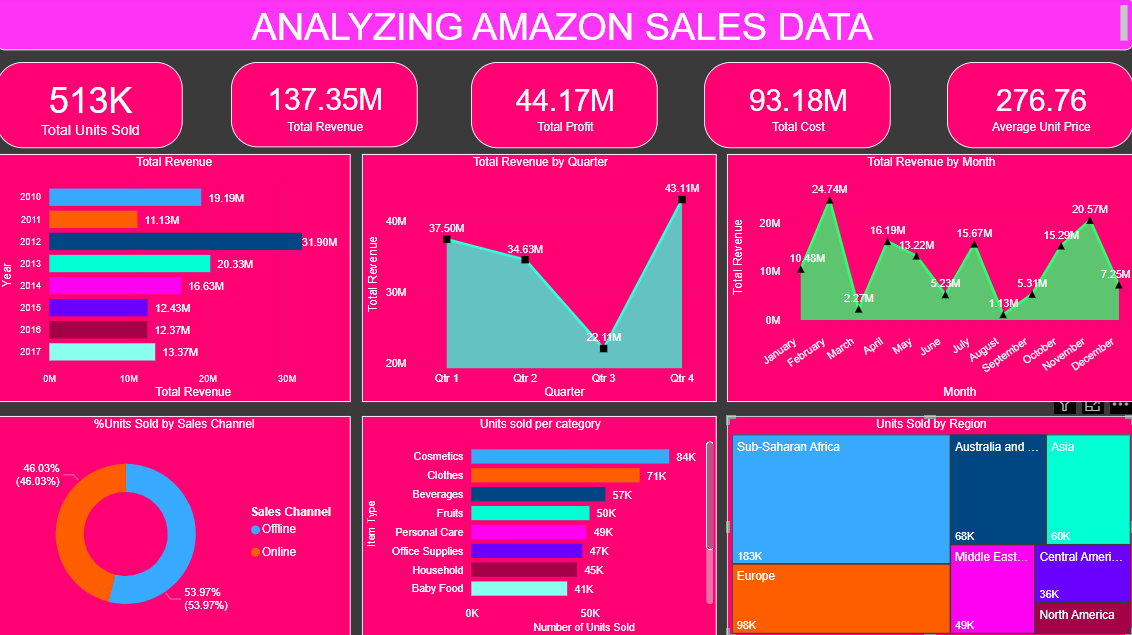 ANALYZING AMAZON SALES DATA
513K
Total Units Sold
137.35M
Total Revenue
44.17M
Total Profit
93.18M
Total Cost
276.76
Average Unit Price
Total Revenue
Year
2010
19.19M
2011
11.13M
2012
31.90M
2013
20.33M
2014
16.63M
2015
12.43M
2016
12.37M
2017
13.37M
0M 10M 20M 30M
Total Revenue
Total Revenue by Quarter
Total Revenue
40M
30M
20M
37.50M
34.63M
22.11M
43.11M
Qtr 1 Qtr 2 Qtr 3 Qtr 4
Quarter
Total Revenue by Month
Total Revenue
20M
10M
0M
10.48M
24.74M
2.27M
16.19M
13.22M
5.23M
15.67M
1.13M
5.31M
15.29M
20.57M
7.25M
January February March April May June July August September October November December
Month
%Units Sold by Sales Channel
46.03%
(46.03%)
53.97%
(53.97%)
Sales Channel
Offline
Online
Units sold per category
Item Type
Cosmetics 84K
Clothes 71K
Beverages 57K
Fruits 50K
Personal Care 49K
Office Supplies 47K
Household 45K
Baby Food 41K
0K 50K
Number of Units Sold
Units Sold by Region
Sub-Saharan Africa
183K
Europe
98K
Australia and ...
68K
Asia
60K
Middle East...
49K
Central Ameri...
36K
North America